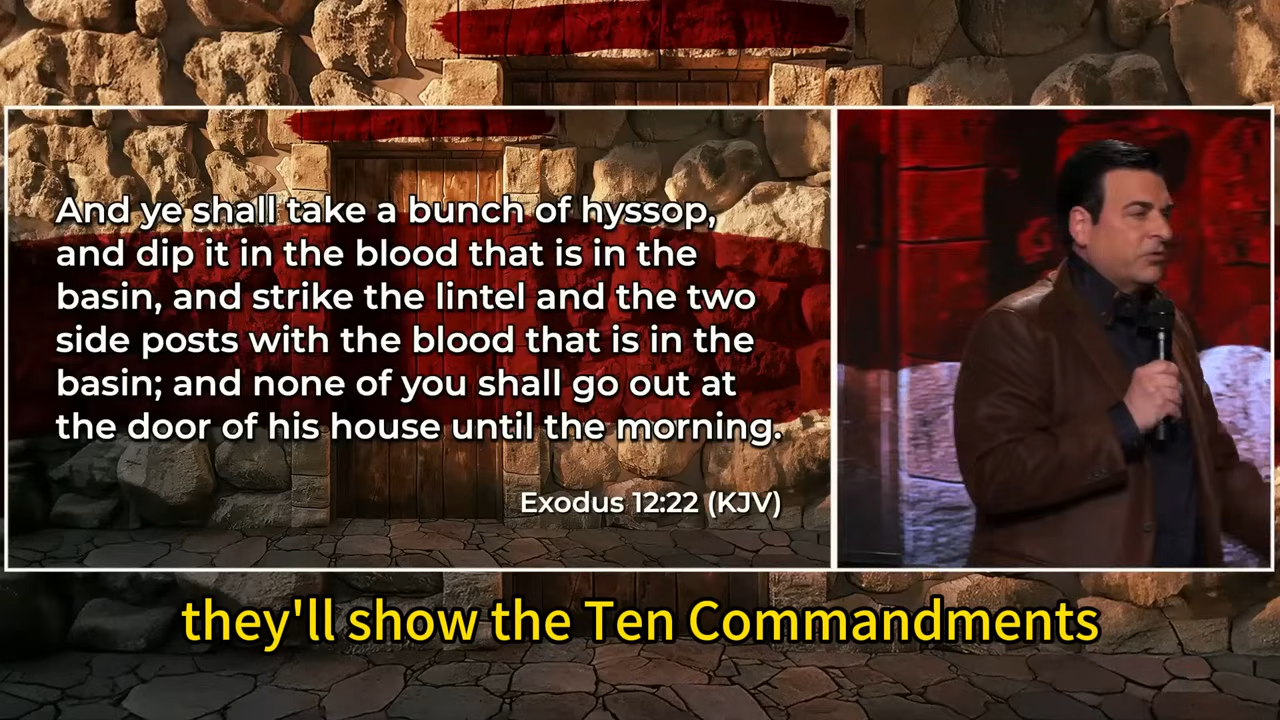 And ye shall take a bunch of hyssop,
and dip it in the blood that is in the
basin, and strike the lintel and the two
side posts with the blood that is in the
basin; and none of you shall go out at
the door of his house until the morning.
Exodus 12:22 (KJV)
they'll show the Ten Commandments